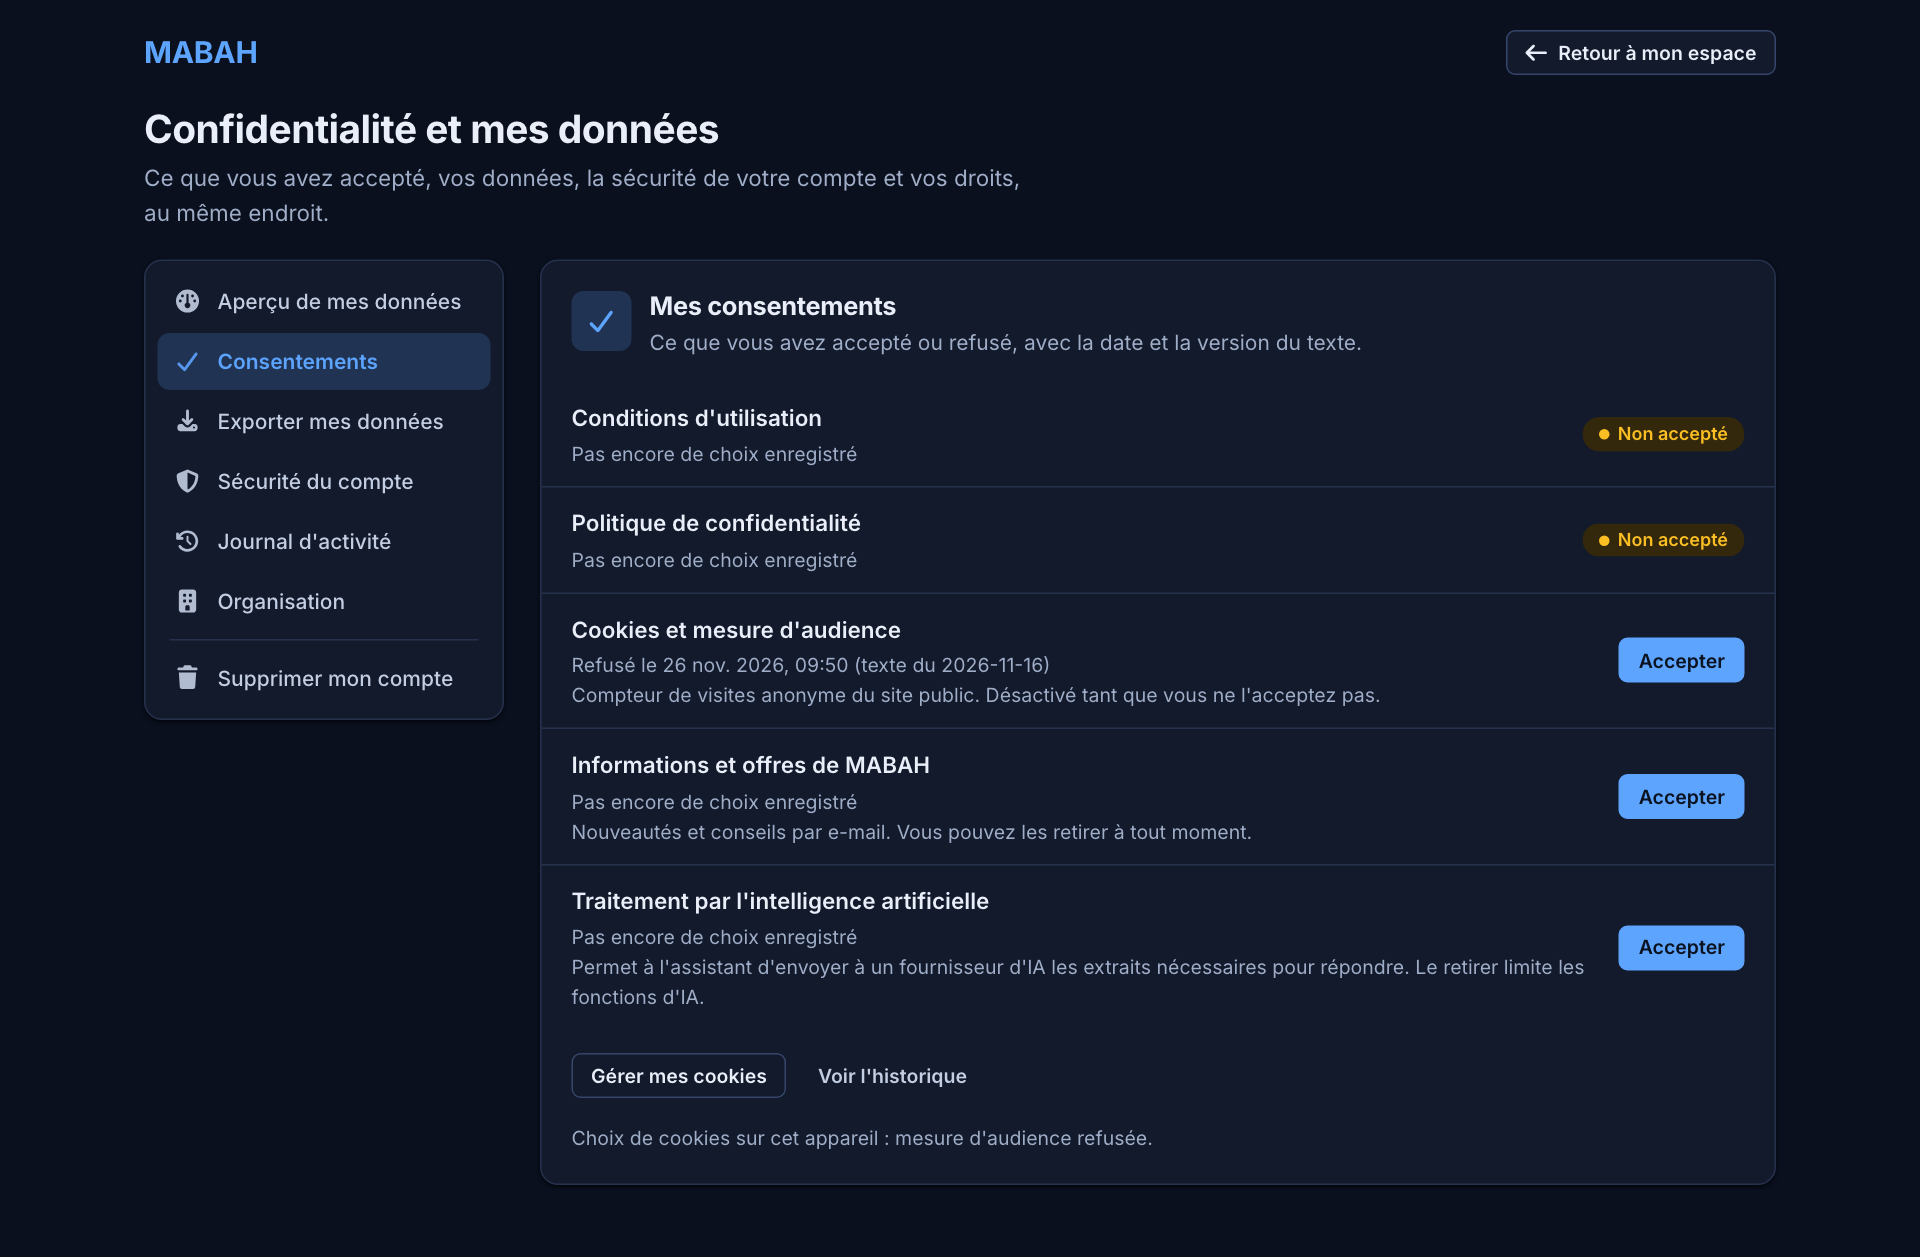 MABAH
Retour à mon espace
Confidentialité et mes données
Ce que vous avez accepté, vos données, la sécurité de votre compte et vos droits,
au même endroit.
Aperçu de mes données
Consentements
Exporter mes données
Sécurité du compte
Journal d'activité
Organisation
Supprimer mon compte
Mes consentements
Ce que vous avez accepté ou refusé, avec la date et la version du texte.
Conditions d'utilisation
Pas encore de choix enregistré
Non accepté
Politique de confidentialité
Pas encore de choix enregistré
Non accepté
Cookies et mesure d'audience
Refusé le 26 nov. 2026, 09:50 (texte du 2026-11-16)
Compteur de visites anonyme du site public. Désactivé tant que vous ne l'acceptez pas.
Accepter
Informations et offres de MABAH
Pas encore de choix enregistré
Nouveautés et conseils par e-mail. Vous pouvez les retirer à tout moment.
Accepter
Traitement par l'intelligence artificielle
Pas encore de choix enregistré
Permet à l'assistant d'envoyer à un fournisseur d'IA les extraits nécessaires pour répondre. Le retirer limite les
fonctions d'IA.
Accepter
Gérer mes cookies
Voir l'historique
Choix de cookies sur cet appareil : mesure d'audience refusée.